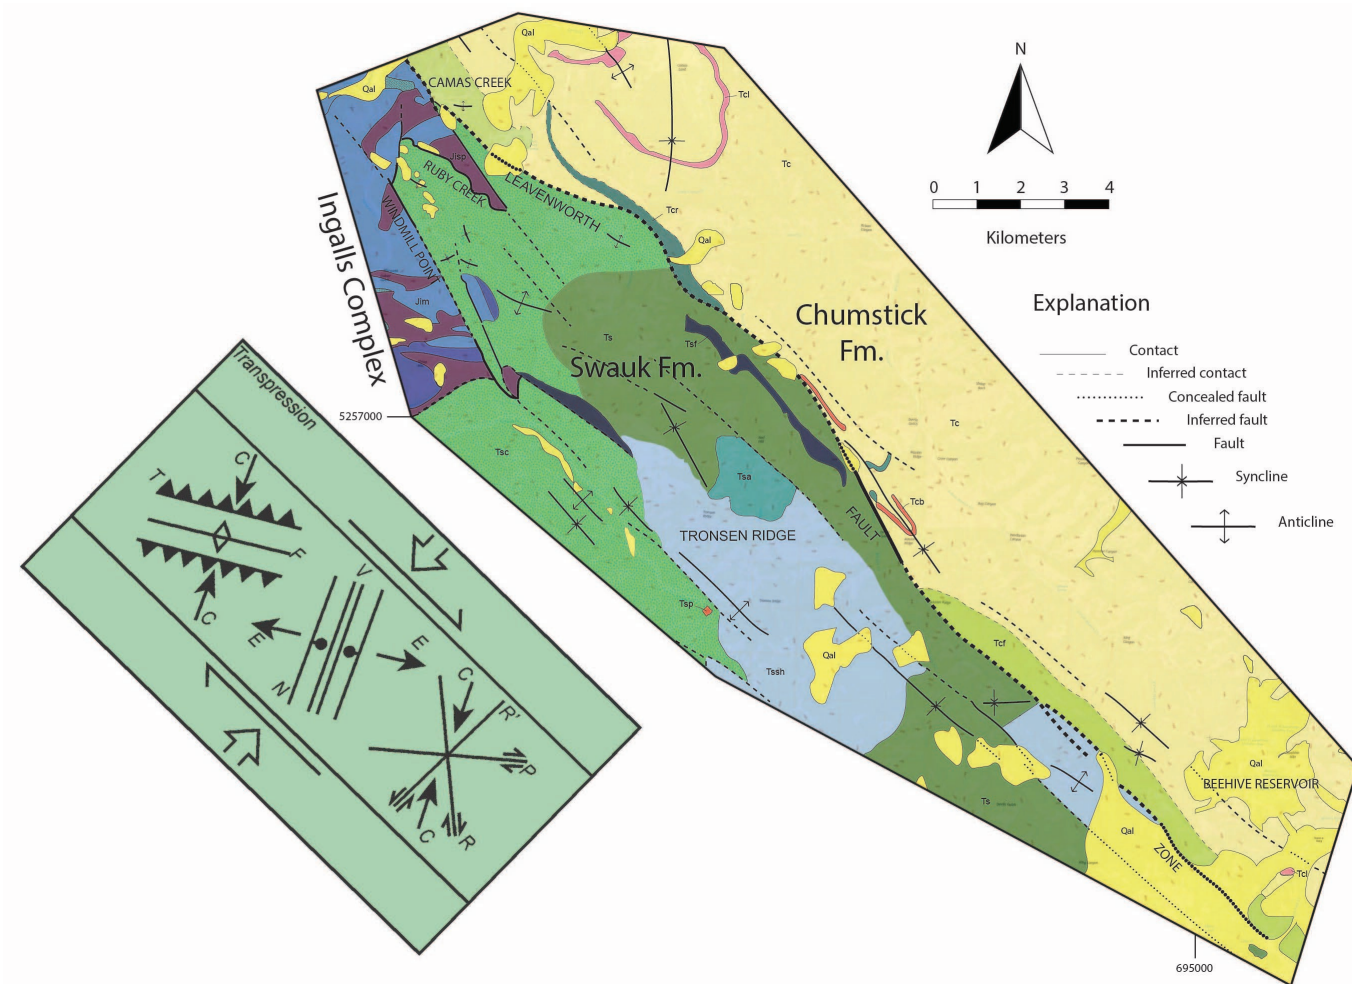 Qal
CAMAS CREEK
Qal
Tcl
Tc
Jisp
RUBY CREEK
LEAVENWORTH
Tcr
Qal
WINDMILL POINT
Ingalls Complex
Jim
Ts
Tsf
Swauk Fm.
Chumstick
Fm.
Tc
5257000
Tsc
Tsa
Tcb
FAULT
TRONSEN RIDGE
Tsp
Tssh
Qal
Tcf
Qal
BEEHIVE RESERVOIR
Ts
Qal
ZONE
Tcl
695000
N
0 1 2 3 4
Kilometers
Explanation
Contact
Inferred contact
Concealed fault
Inferred fault
Fault
Syncline
Anticline
Transpression
C
T
F
C
V
E
E
N
C
R'
P
C
R